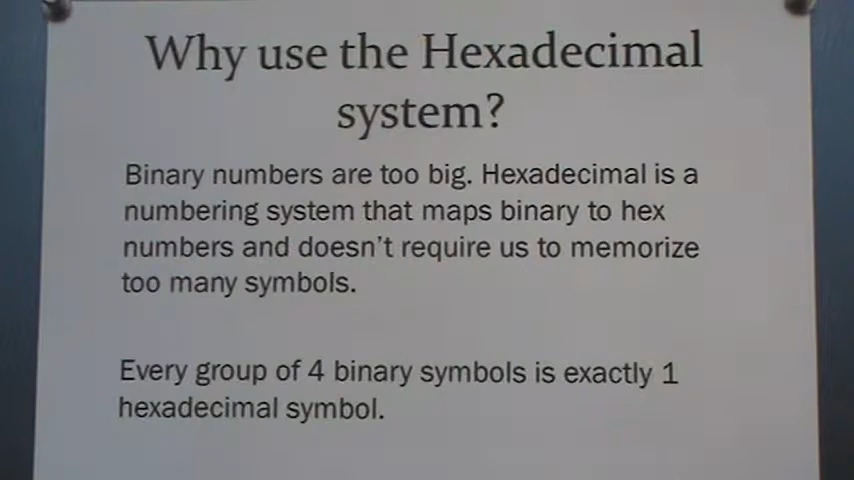 Why use the Hexadecimal
system?
Binary numbers are too big. Hexadecimal is a
numbering system that maps binary to hex
numbers and doesn't require us to memorize
too many symbols.
Every group of 4 binary symbols is exactly 1
hexadecimal symbol.